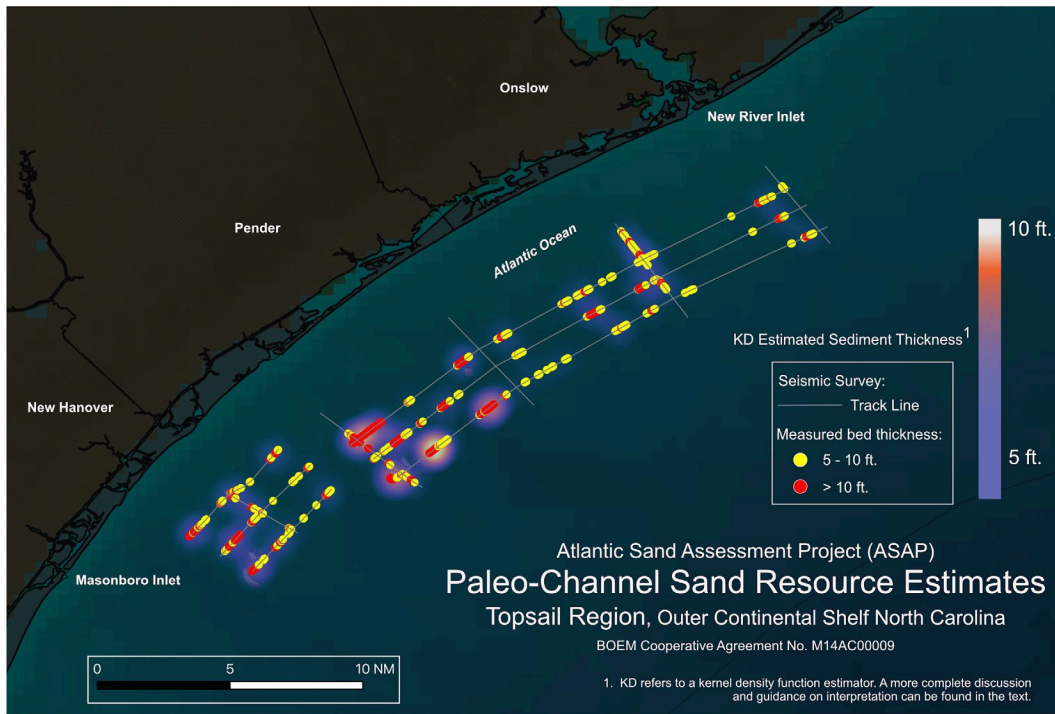 Onslow
New River Inlet
Pender
Atlantic Ocean
10 ft.
KD Estimated Sediment Thickness1
Seismic Survey:
Track Line
New Hanover
Measured bed thickness:
5 - 10 ft.
5 ft.
> 10 ft.
Masonboro Inlet
Atlantic Sand Assessment Project (ASAP)
Paleo-Channel Sand Resource Estimates
Topsail Region, Outer Continental Shelf North Carolina
BOEM Cooperative Agreement No. M14AC00009
0 5 10 NM
1. KD refers to a kernel density function estimator. A more complete discussion
and guidance on interpretation can be found in the text.